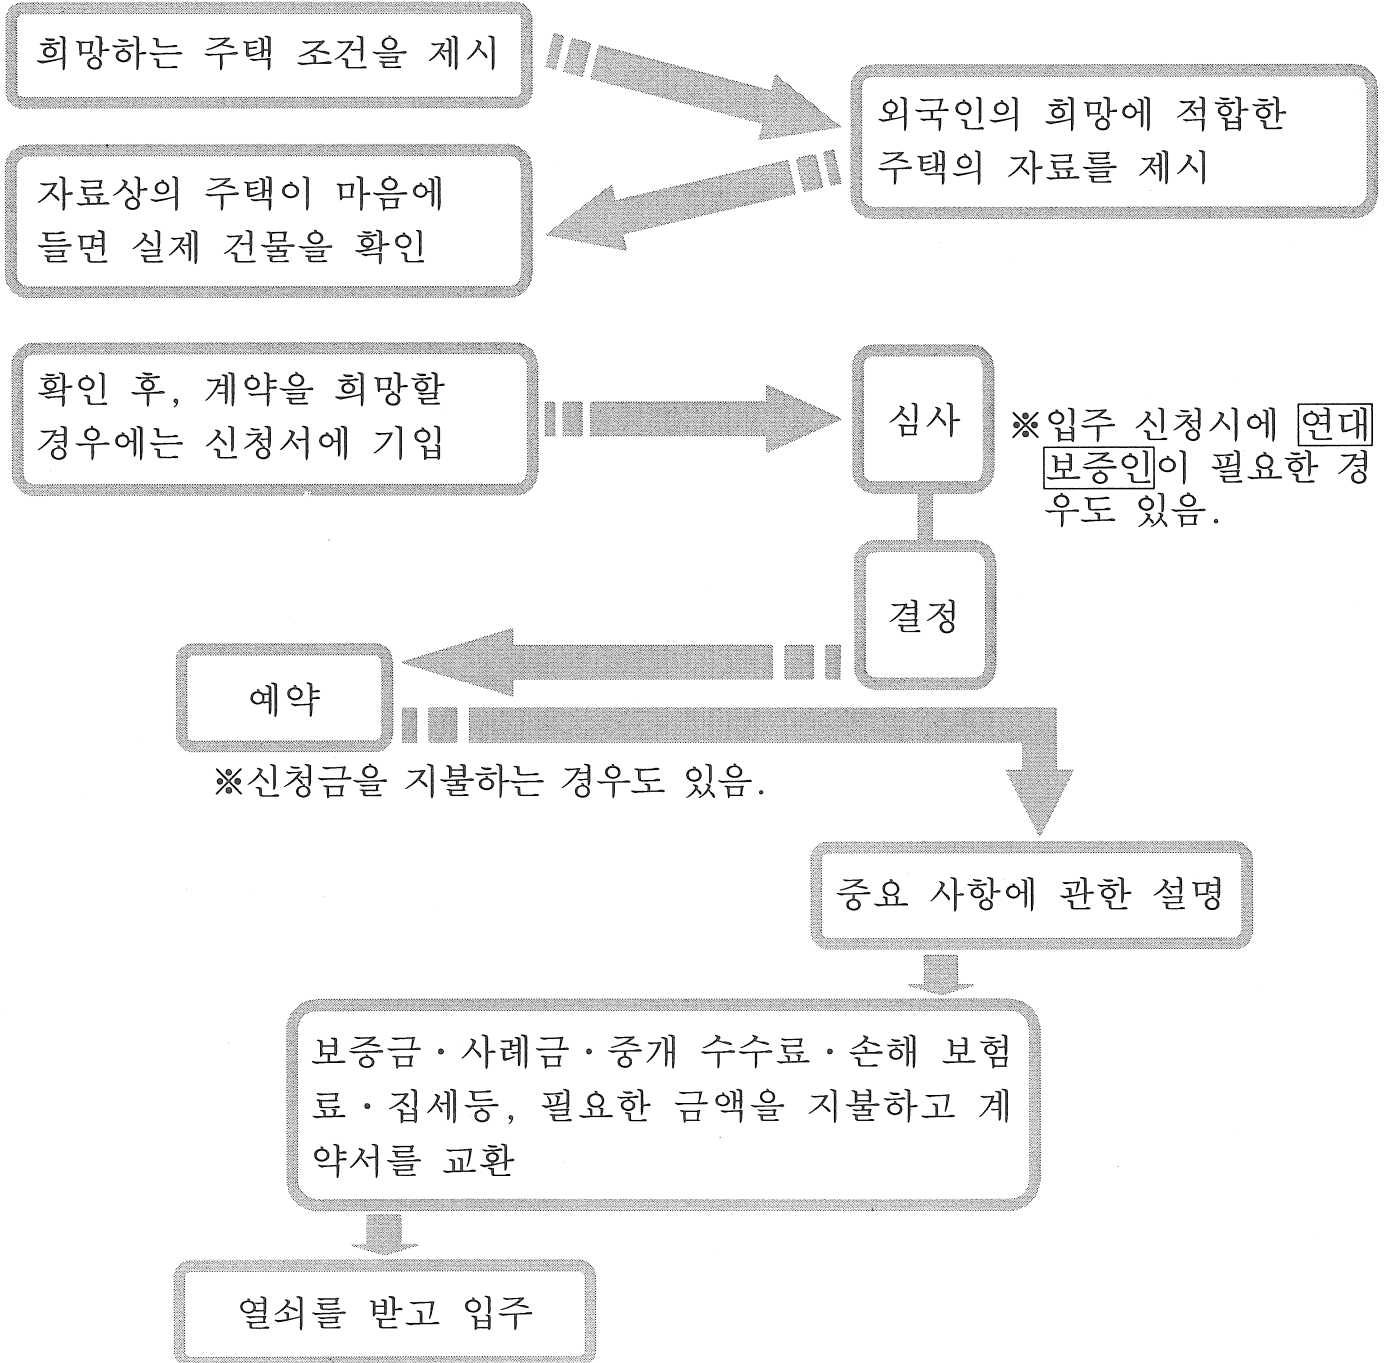 희망하는 주택 조건을 제시
외국인의 희망에 적합한
주택의 자료를 제시
자료상의 주택이 마음에
들면 실제 건물을 확인
확인 후, 계약을 희망할
경우에는 신청서에 기입
심사
※입주 신청시에 연대
보증인이 필요한 경
우도 있음.
결정
예약
※신청금을 지불하는 경우도 있음.
중요 사항에 관한 설명
보증금·사례금·중개 수수료·손해 보험
료·집세등, 필요한 금액을 지불하고 계
약서를 교환
열쇠를 받고 입주